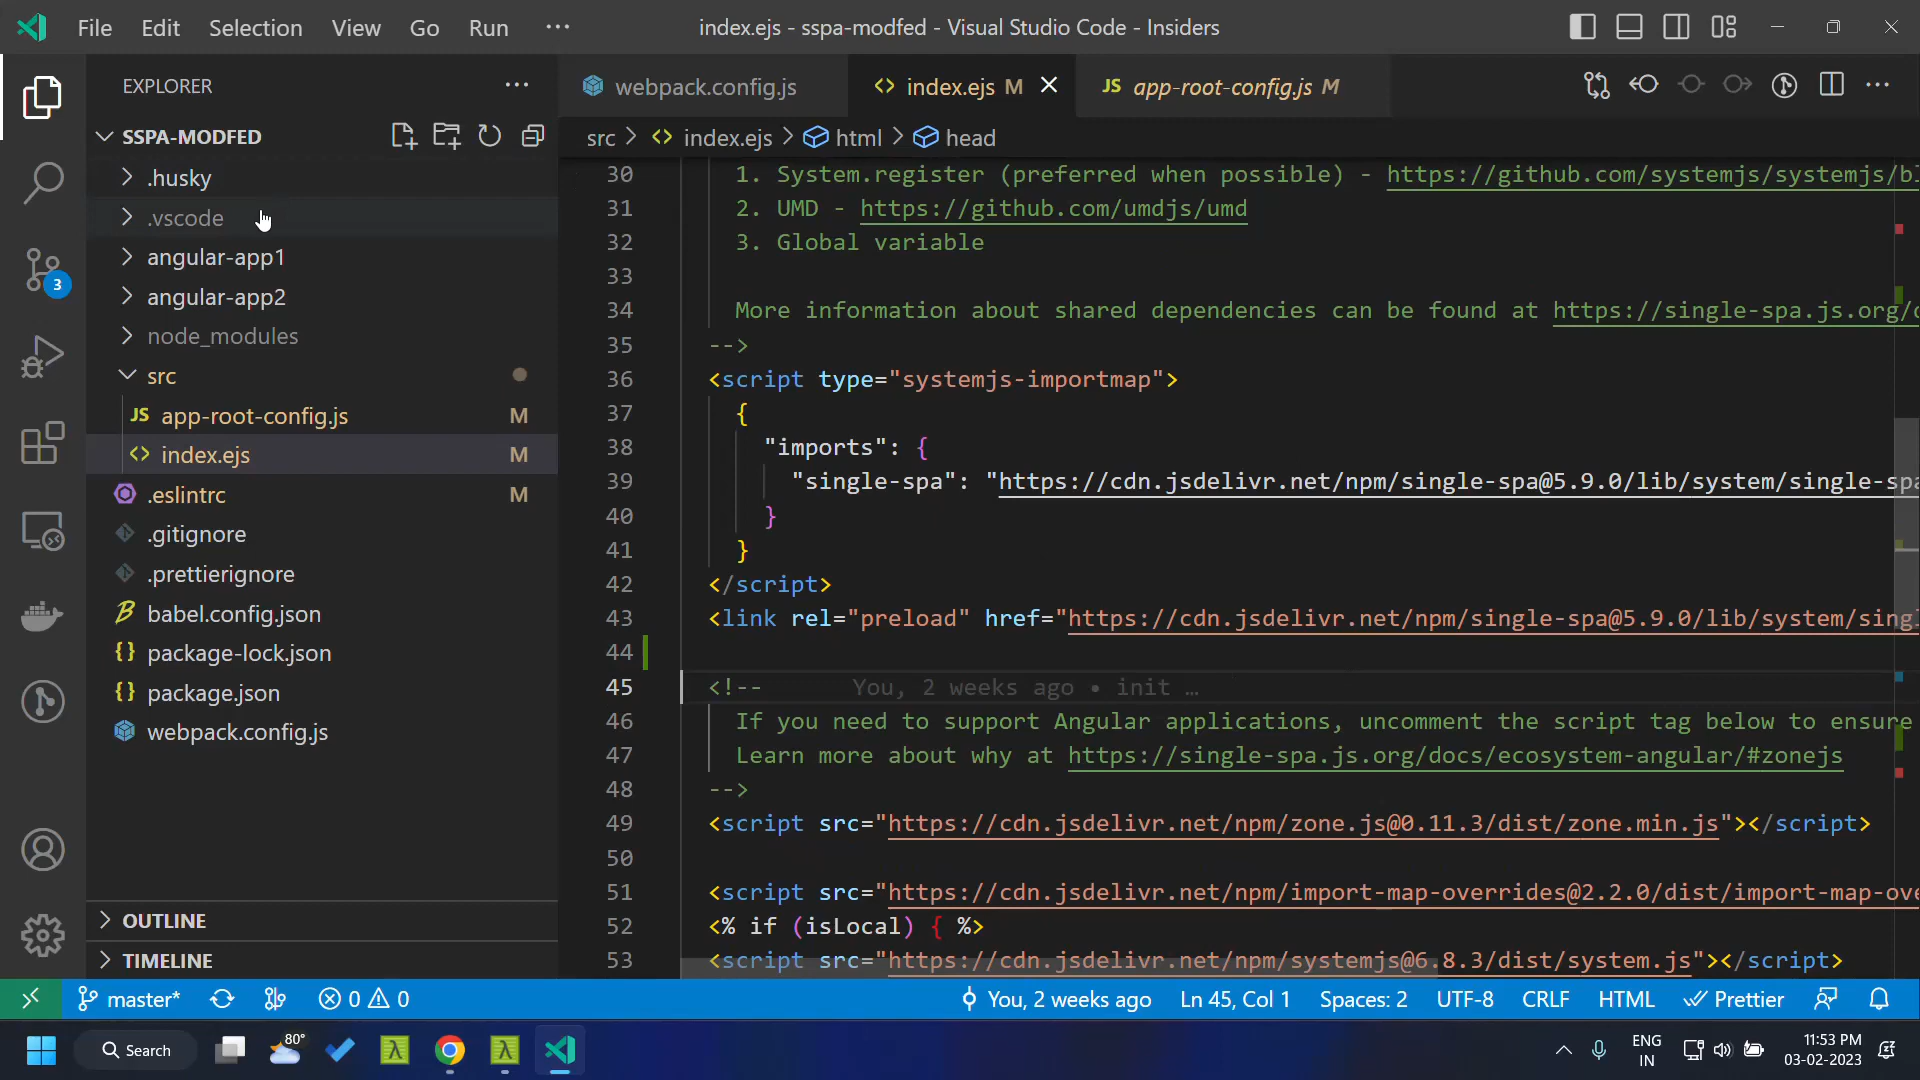 File Edit Selection View Go Run ···
index.ejs - sspa-modfed - Visual Studio Code - Insiders
EXPLORER
SSPA-MODFED
.husky
.vscode
angular-app1
angular-app2
node_modules
src
JS app-root-config.js M
<> index.ejs M
.eslintrc M
.gitignore
.prettierignore
babel.config.json
{} package-lock.json
{} package.json
webpack.config.js
OUTLINE
TIMELINE
3
webpack.config.js
<> index.ejs M
JS app-root-config.js M
src > <> index.ejs > html > head
30 1. System.register (preferred when possible) - https://github.com/systemjs/systemjs/bl
31 2. UMD - https://github.com/umdjs/umd
32 3. Global variable
33
34 More information about shared dependencies can be found at https://single-spa.js.org/d
35 -->
36 <script type="systemjs-importmap">
37 {
38 "imports": {
39 "single-spa": "https://cdn.jsdelivr.net/npm/single-spa@5.9.0/lib/system/single-spa
40 }
41 }
42 </script>
43 <link rel="preload" href="https://cdn.jsdelivr.net/npm/single-spa@5.9.0/lib/system/sing
44
45 <!-- You, 2 weeks ago • init …
46 If you need to support Angular applications, uncomment the script tag below to ensure
47 Learn more about why at https://single-spa.js.org/docs/ecosystem-angular/#zonejs
48 -->
49 <script src="https://cdn.jsdelivr.net/npm/zone.js@0.11.3/dist/zone.min.js"></script>
50
51 <script src="https://cdn.jsdelivr.net/npm/import-map-overrides@2.2.0/dist/import-map-ove
52 <% if (isLocal) { %>
53 <script src="https://cdn.jsdelivr.net/npm/systemjs@6.8.3/dist/system.js"></script>
master* 0 0 You, 2 weeks ago Ln 45, Col 1 Spaces: 2 UTF-8 CRLF HTML Prettier
Search
80°
ENG
IN
11:53 PM
03-02-2023